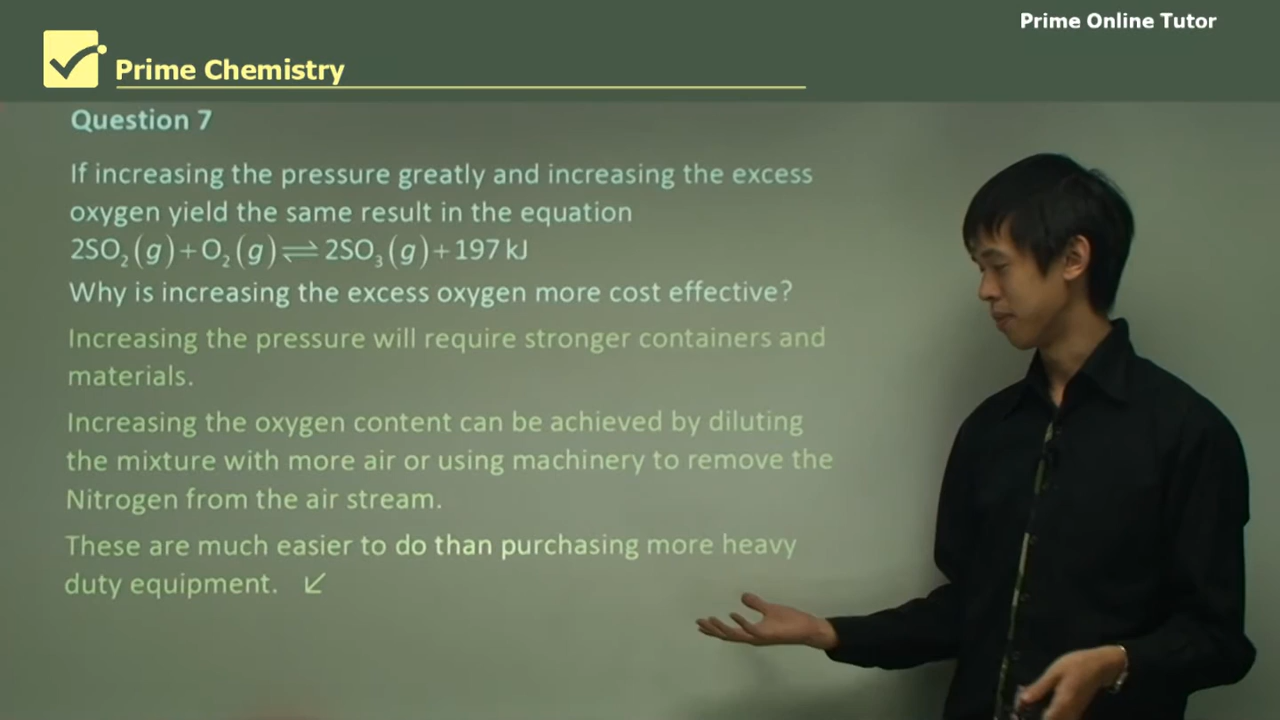 Prime Online Tutor
Prime Chemistry
Question 7
If increasing the pressure greatly and increasing the excess
oxygen yield the same result in the equation
2SO₂(g)+O₂(g)⇌2SO₃(g)+197 kJ
Why is increasing the excess oxygen more cost effective?
Increasing the pressure will require stronger containers and
materials.
Increasing the oxygen content can be achieved by diluting
the mixture with more air or using machinery to remove the
Nitrogen from the air stream.
These are much easier to do than purchasing more heavy
duty equipment. ↙